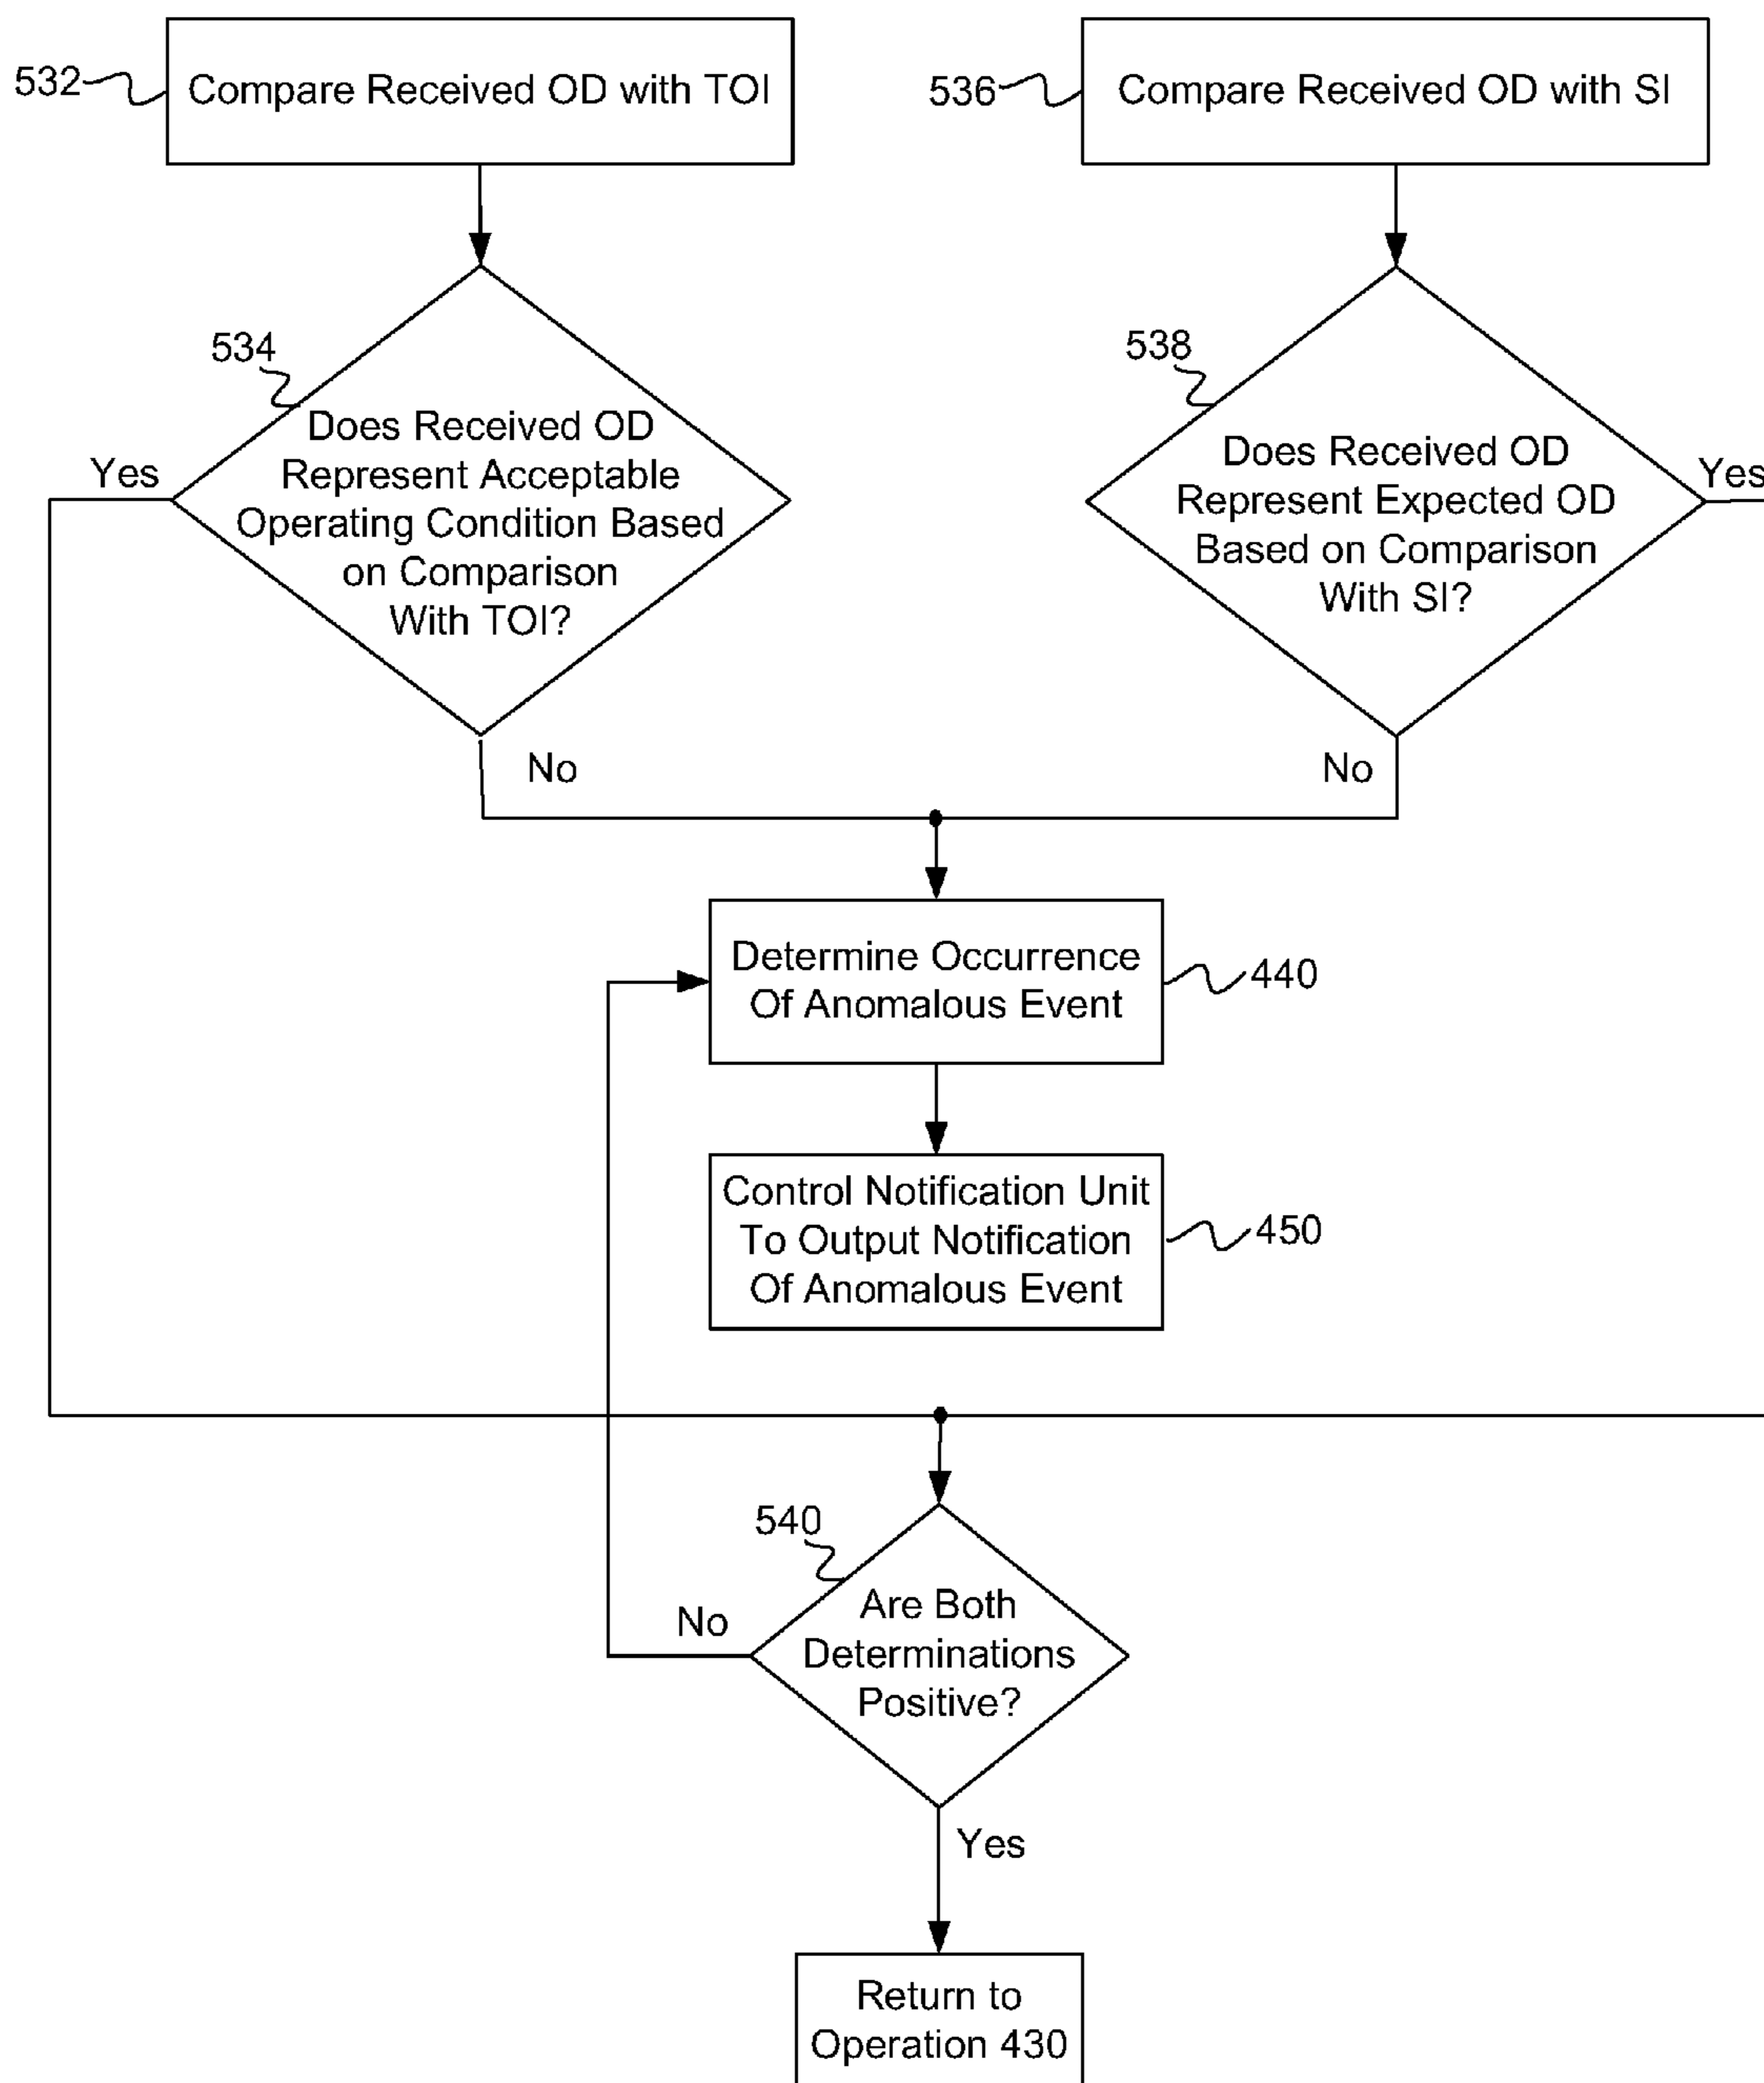 532
Compare Received OD with TOI
536
Compare Received OD with SI
534
Does Received OD
Represent Acceptable
Operating Condition Based
on Comparison
With TOI?
Yes
No
538
Does Received OD
Represent Expected OD
Based on Comparison
With SI?
Yes
No
Determine Occurrence
Of Anomalous Event
440
Control Notification Unit
To Output Notification
Of Anomalous Event
450
540
Are Both
Determinations
Positive?
No
Yes
Return to
Operation 430